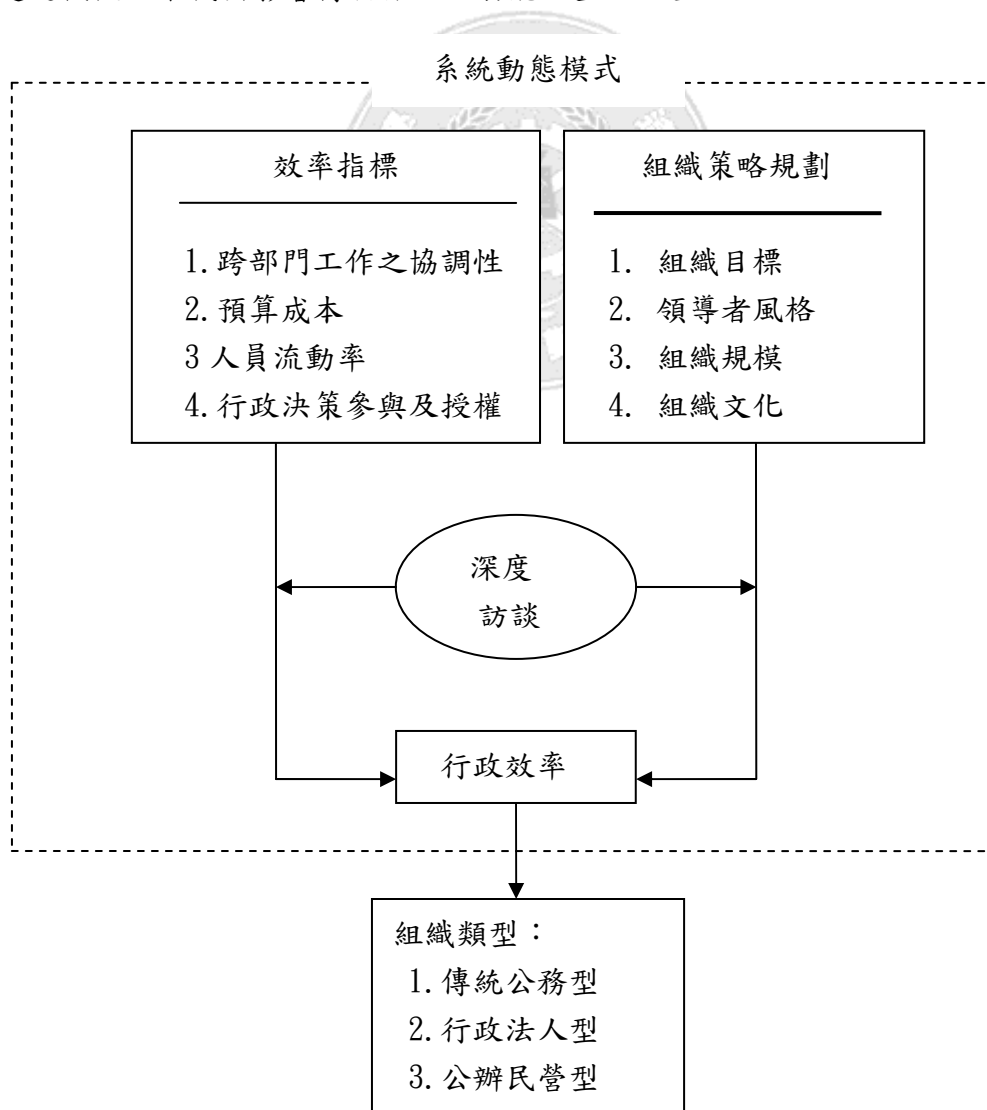 系統動態模式
效率指標
1.跨部門工作之協調性
2.預算成本
3 人員流動率
4.行政決策參與及授權
組織策略規劃
1. 組織目標
2. 領導者風格
3. 組織規模
4. 組織文化
深度
訪談
行政效率
組織類型：
1.傳統公務型
2.行政法人型
3.公辦民營型